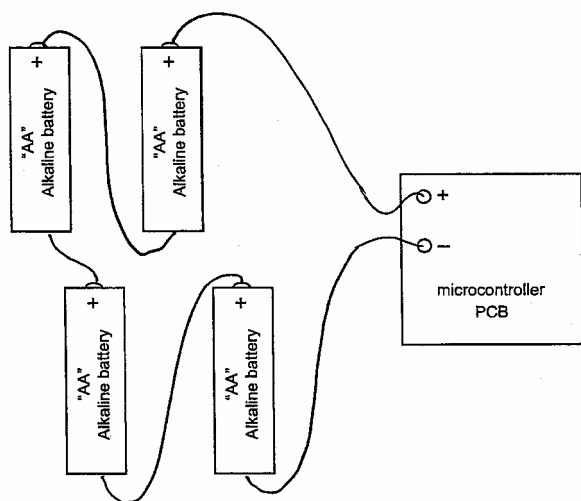 +
"AA"
Alkaline battery
+
"AA"
Alkaline battery
+
−
microcontroller
PCB
+
"AA"
Alkaline battery
+
"AA"
Alkaline battery